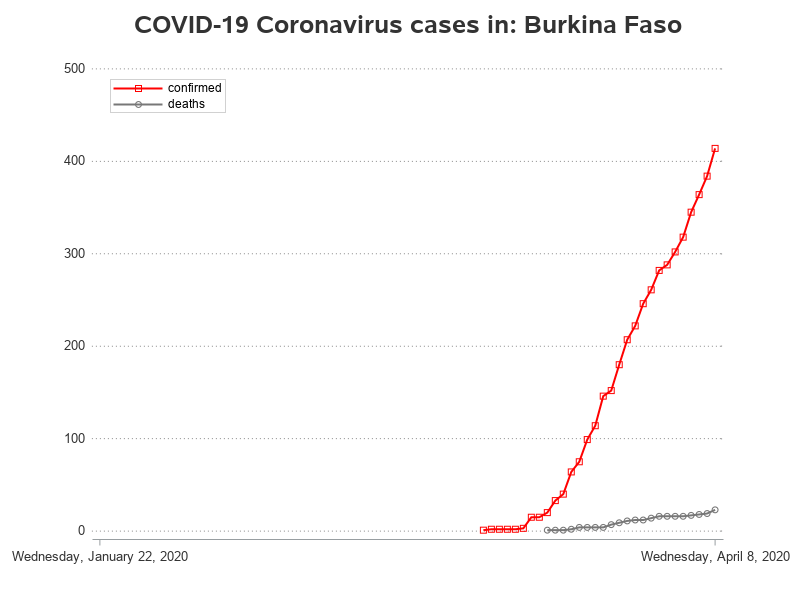 COVID-19 Coronavirus cases in: Burkina Faso
500
confirmed
deaths
400
300
200
100
0
Wednesday, January 22, 2020 Wednesday, April 8, 2020